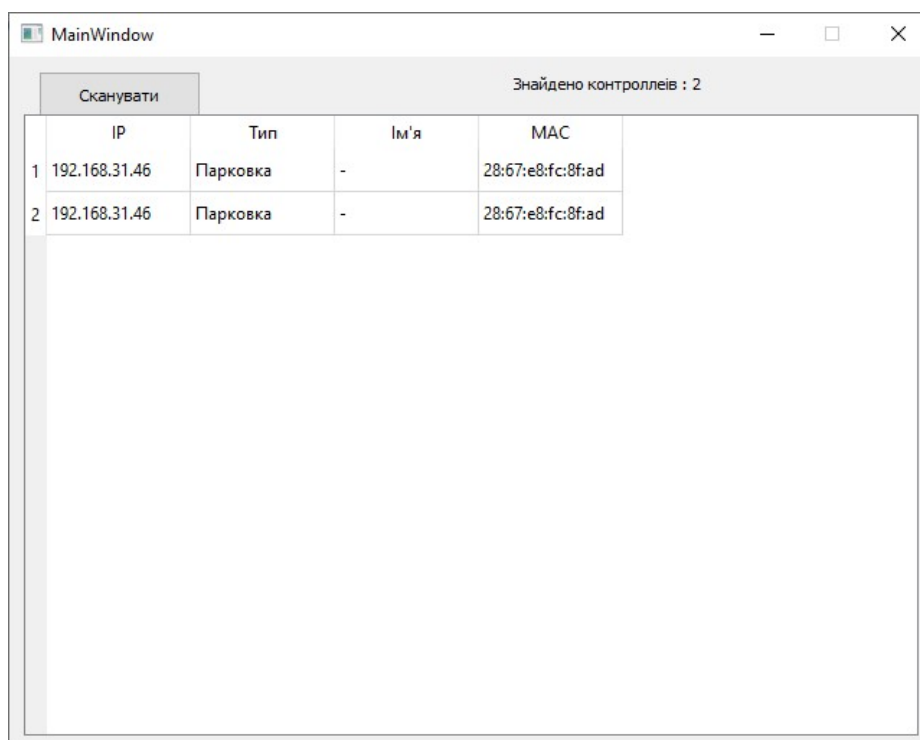 MainWindow
Сканувати
Знайдено контроллеів : 2
IP Тип Ім'я MAC
1 192.168.31.46 Парковка - 28:67:e8:fc:8f:ad
2 192.168.31.46 Парковка - 28:67:e8:fc:8f:ad